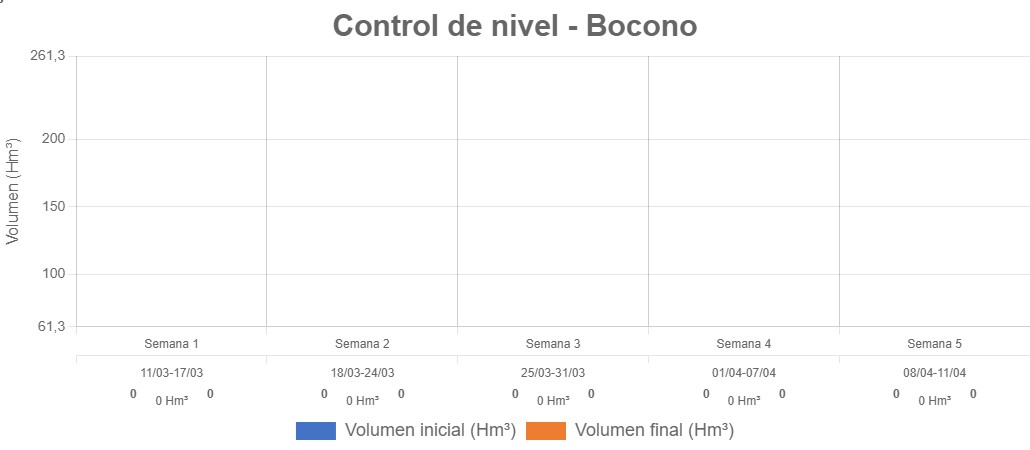 Control de nivel - Bocono
261,3
200
150
100
61,3
Volumen (Hm³)
Semana 1 Semana 2 Semana 3 Semana 4 Semana 5
11/03-17/03 18/03-24/03 25/03-31/03 01/04-07/04 08/04-11/04
0 0 Hm³ 0 0 0 Hm³ 0 0 0 Hm³ 0 0 0 Hm³ 0 0 0 Hm³ 0
Volumen inicial (Hm³) Volumen final (Hm³)